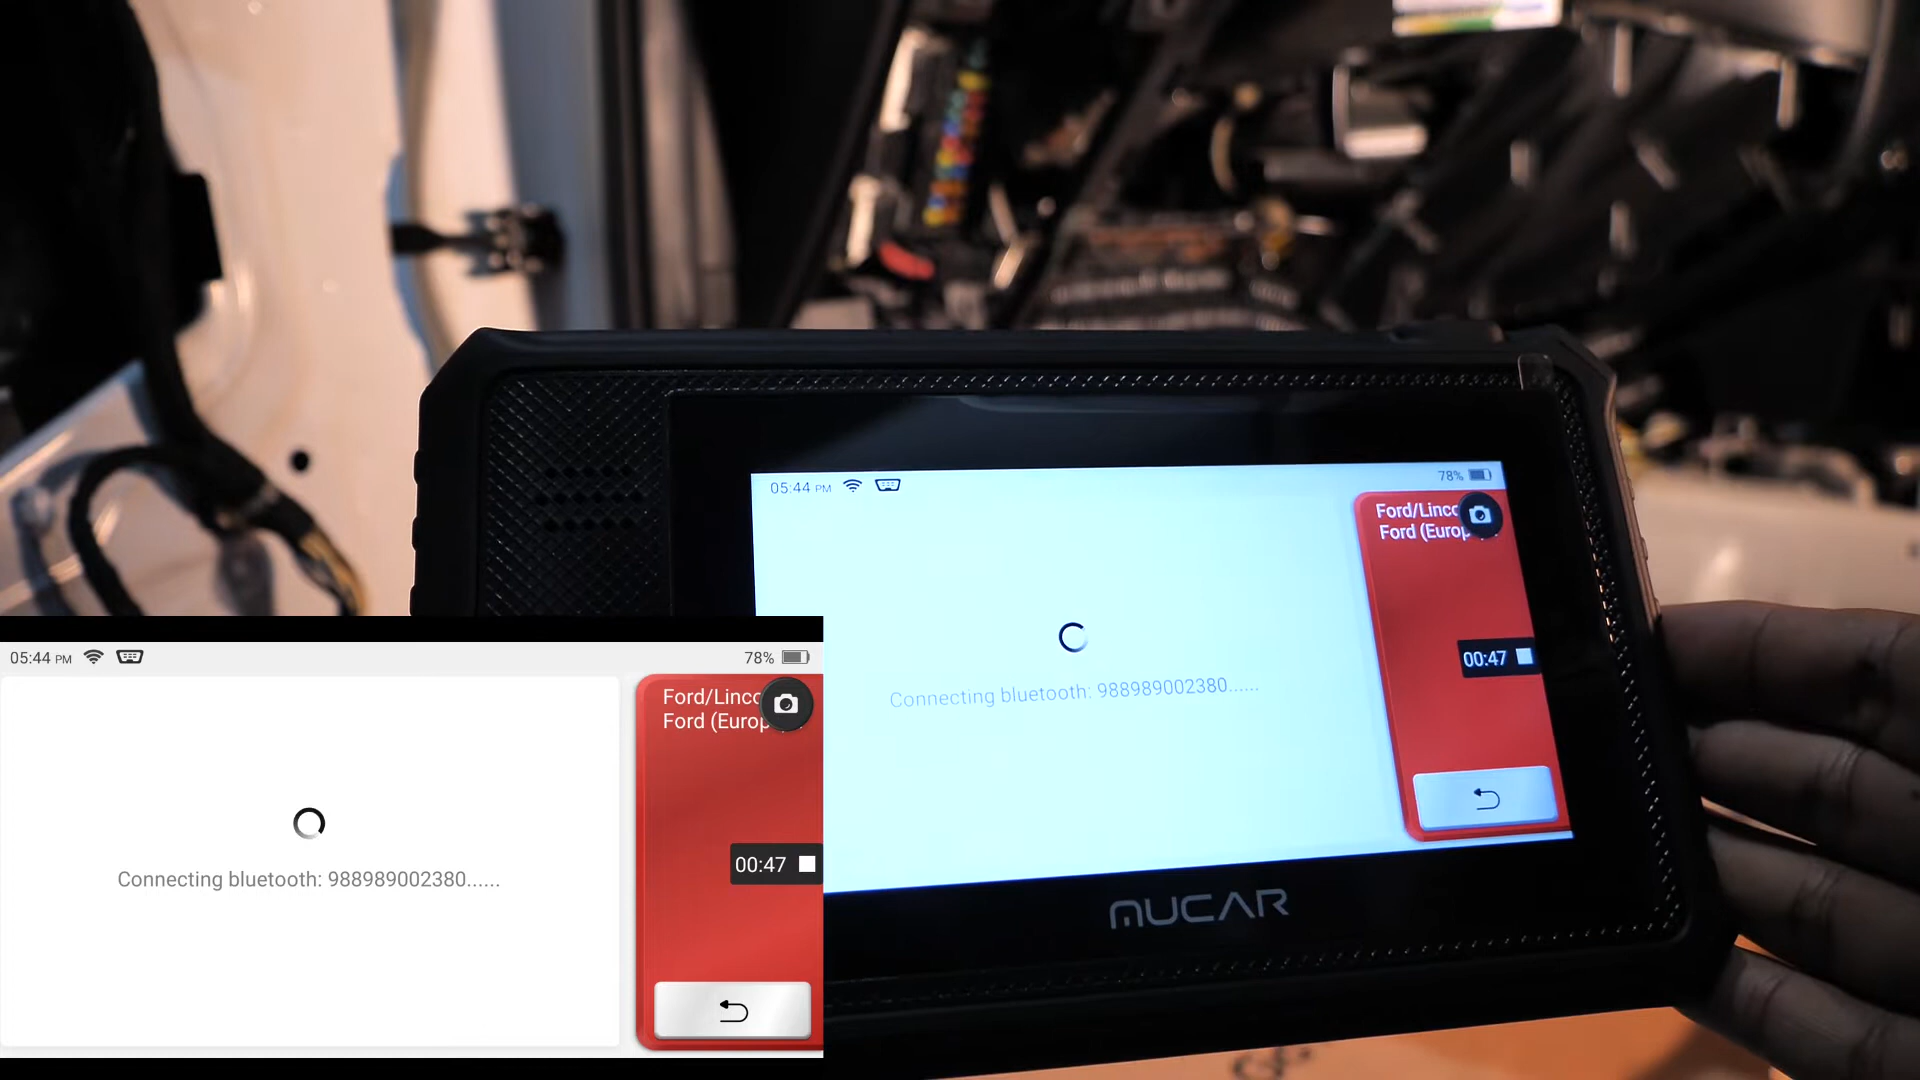 05:44 PM
78%
Ford/Linco
Ford (Europ
00:47
Connecting bluetooth: 988989002380......
MUCAR
05:44 PM
78%
Ford/Linco
Ford (Europ
Connecting bluetooth: 988989002380......
00:47